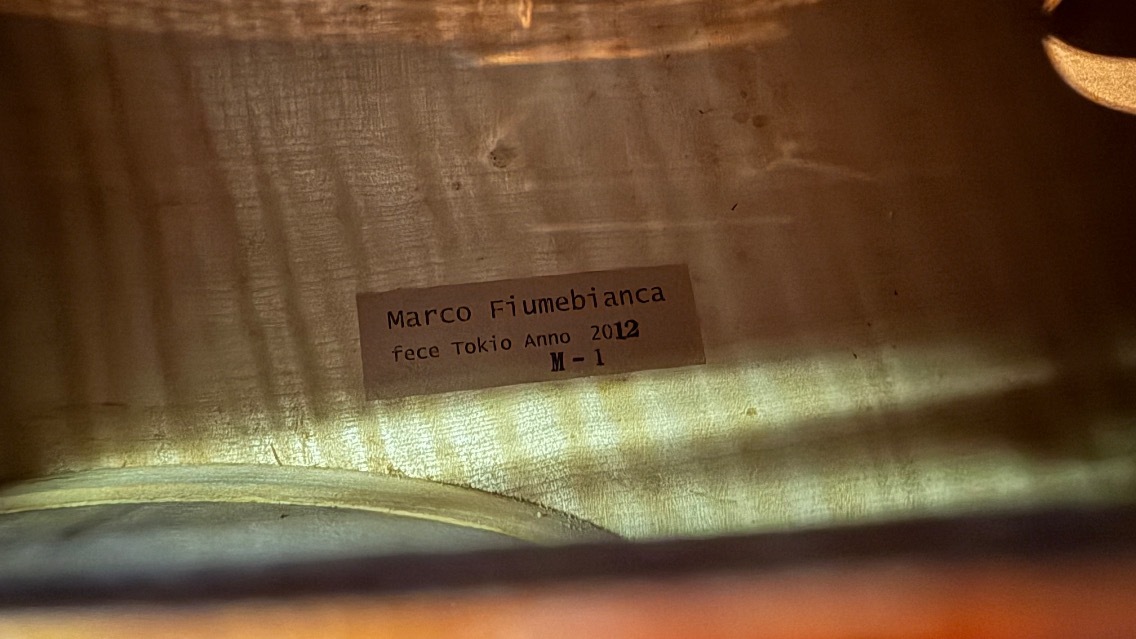 Marco Fiumebianca
fece Tokio Anno 2012
M-1